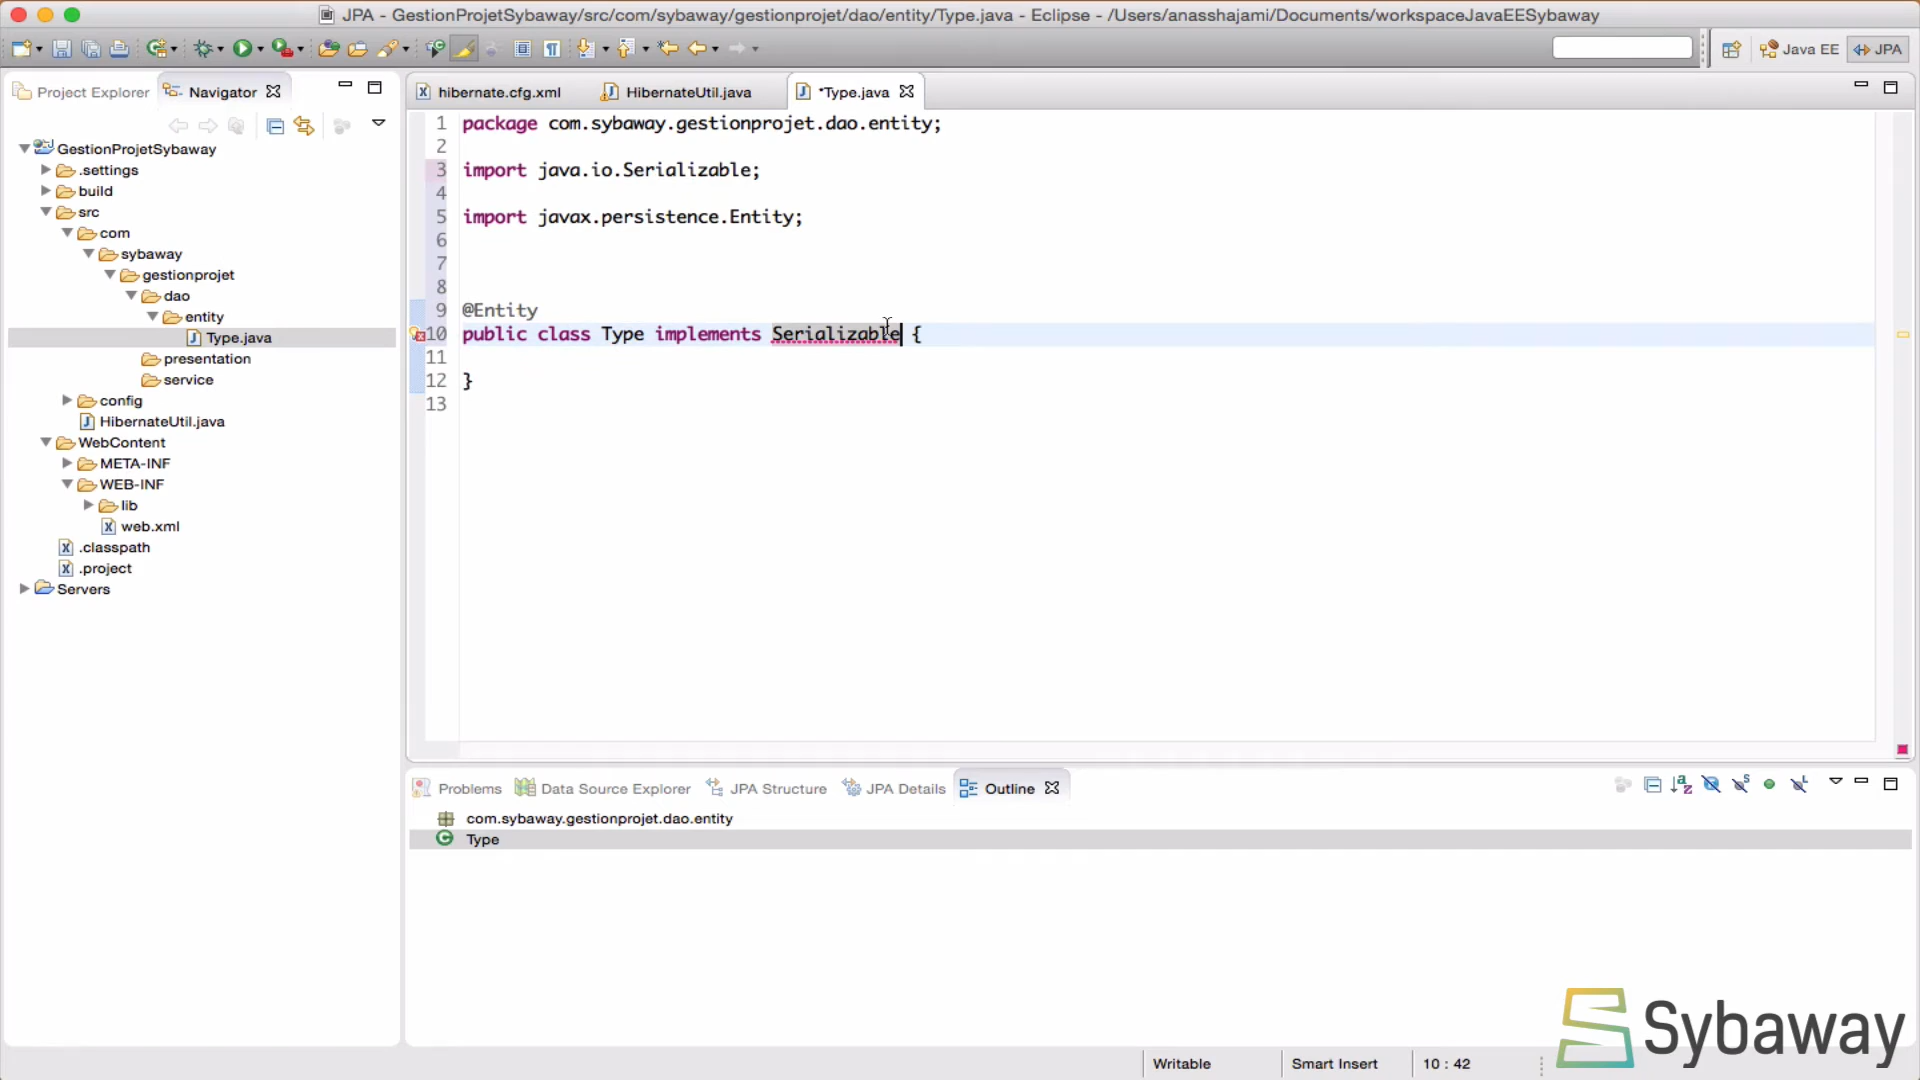 JPA - GestionProjetSybaway/src/com/sybaway/gestionprojet/dao/entity/Type.java - Eclipse - /Users/anasshajami/Documents/workspaceJavaEESybaway
Java EE
JPA
Project Explorer
Navigator
GestionProjetSybaway
.settings
build
src
com
sybaway
gestionprojet
dao
entity
Type.java
presentation
service
config
HibernateUtil.java
WebContent
META-INF
WEB-INF
lib
web.xml
.classpath
.project
Servers
hibernate.cfg.xml
HibernateUtil.java
*Type.java
1 package com.sybaway.gestionprojet.dao.entity;
2
3 import java.io.Serializable;
4
5 import javax.persistence.Entity;
6
7
8
9 @Entity
10 public class Type implements Serializable {
11
12 }
13
Problems
Data Source Explorer
JPA Structure
JPA Details
Outline
com.sybaway.gestionprojet.dao.entity
Type
Sybaway
Writable
Smart Insert
10 : 42